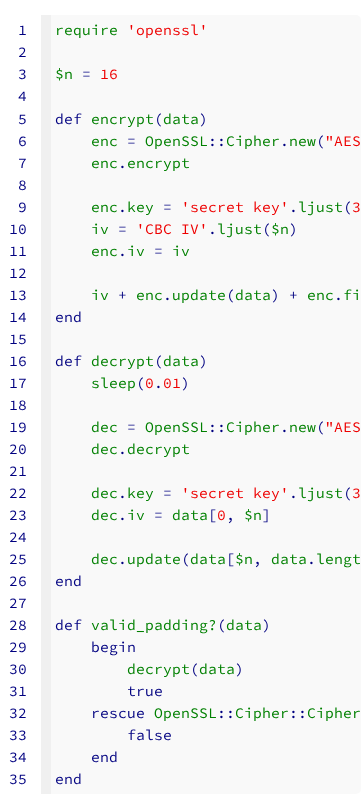 1 require 'openssl'
2
3 $n = 16
4
5 def encrypt(data)
6     enc = OpenSSL::Cipher.new("AES
7     enc.encrypt
8
9     enc.key = 'secret key'.ljust(3
10     iv = 'CBC IV'.ljust($n)
11     enc.iv = iv
12
13     iv + enc.update(data) + enc.fi
14 end
15
16 def decrypt(data)
17     sleep(0.01)
18
19     dec = OpenSSL::Cipher.new("AES
20     dec.decrypt
21
22     dec.key = 'secret key'.ljust(3
23     dec.iv = data[0, $n]
24
25     dec.update(data[$n, data.lengt
26 end
27
28 def valid_padding?(data)
29     begin
30         decrypt(data)
31         true
32     rescue OpenSSL::Cipher::Cipher
33         false
34     end
35 end